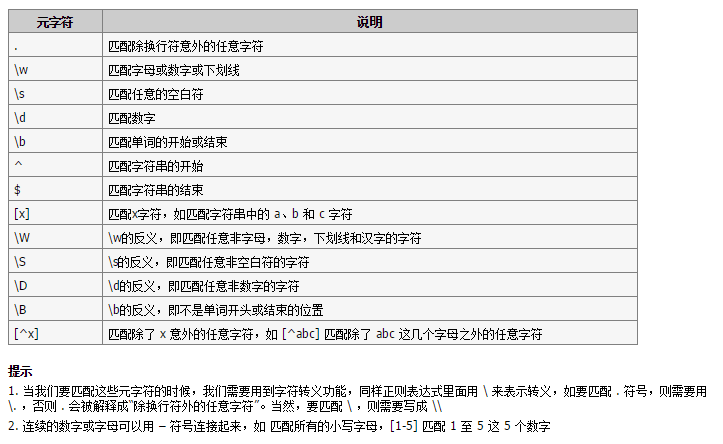 元字符 说明
. 匹配除换行符意外的任意字符
\w 匹配字母或数字或下划线
\s 匹配任意的空白符
\d 匹配数字
\b 匹配单词的开始或结束
^ 匹配字符串的开始
$ 匹配字符串的结束
[x] 匹配x字符，如匹配字符串中的 a、b 和 c 字符
\W \w的反义，即匹配任意非字母，数字，下划线和汉字的字符
\S \s的反义，即匹配任意非空白符的字符
\D \d的反义，即匹配任意非数字的字符
\B \b的反义，即不是单词开头或结束的位置
[^x] 匹配除了 x 意外的任意字符，如 [^abc] 匹配除了 abc 这几个字母之外的任意字符
提示
1. 当我们要匹配这些元字符的时候，我们需要用到字符转义功能，同样正则表达式里面用 \ 来表示转义，如要匹配 . 符号，则需要用
\. ，否则 . 会被解释成“除换行符外的任意字符”。当然，要匹配 \ ，则需要写成 \\
2. 连续的数字或字母可以用 – 符号连接起来，如 匹配所有的小写字母，[1-5] 匹配 1 至 5 这 5 个数字